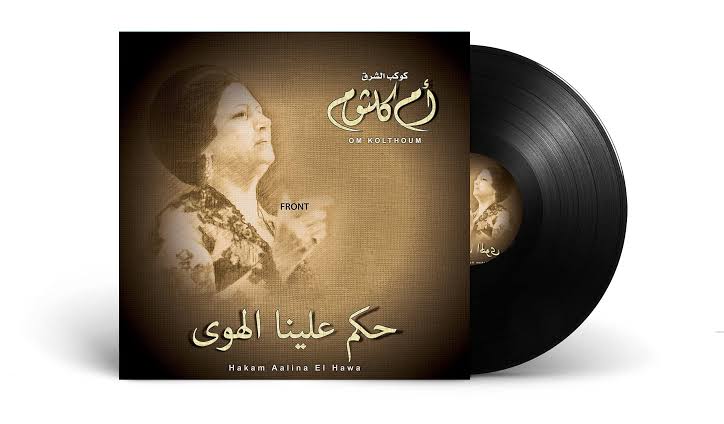 كوكب الشرق
أم كلثوم
OM KOLTHOUM
FRONT
حكم علينا الهوى
Hakam Aalina El Hawa